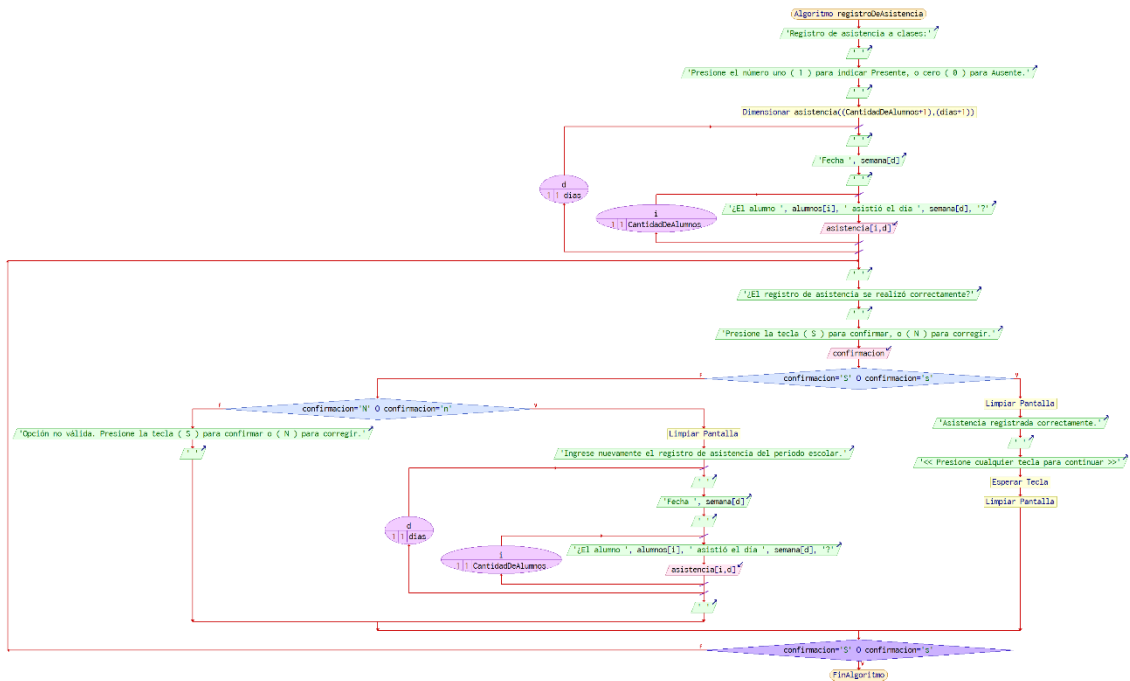 Algoritmo registroDeAsistencia
'Registro de asistencia a clases:'
' '
'Presione el número uno ( 1 ) para indicar Presente, o cero ( 0 ) para Ausente.'
' '
Dimensionar asistencia((CantidadDeAlumnos+1),(dias+1))
' '
'Fecha ', semana[d]
' '
d
1 1 dias
i
1 1 CantidadDeAlumnos
'¿El alumno ', alumnos[i], ' asistió el día ', semana[d], '?'
asistencia[i,d]
' '
'¿El registro de asistencia se realizó correctamente?'
' '
'Presione la tecla ( S ) para confirmar, o ( N ) para corregir.'
confirmacion
F
confirmacion='S' O confirmacion='s'
V
F
confirmacion='N' O confirmacion='n'
V
'Opción no válida. Presione la tecla ( S ) para confirmar o ( N ) para corregir.'
' '
Limpiar Pantalla
'Ingrese nuevamente el registro de asistencia del periodo escolar.'
' '
'Fecha ', semana[d]
' '
d
1 1 dias
i
1 1 CantidadDeAlumnos
'¿El alumno ', alumnos[i], ' asistió el día ', semana[d], '?'
asistencia[i,d]
' '
Limpiar Pantalla
'Asistencia registrada correctamente.'
' '
'<< Presione cualquier tecla para continuar >>'
Esperar Tecla
Limpiar Pantalla
F
confirmacion='S' O confirmacion='s'
V
FinAlgoritmo